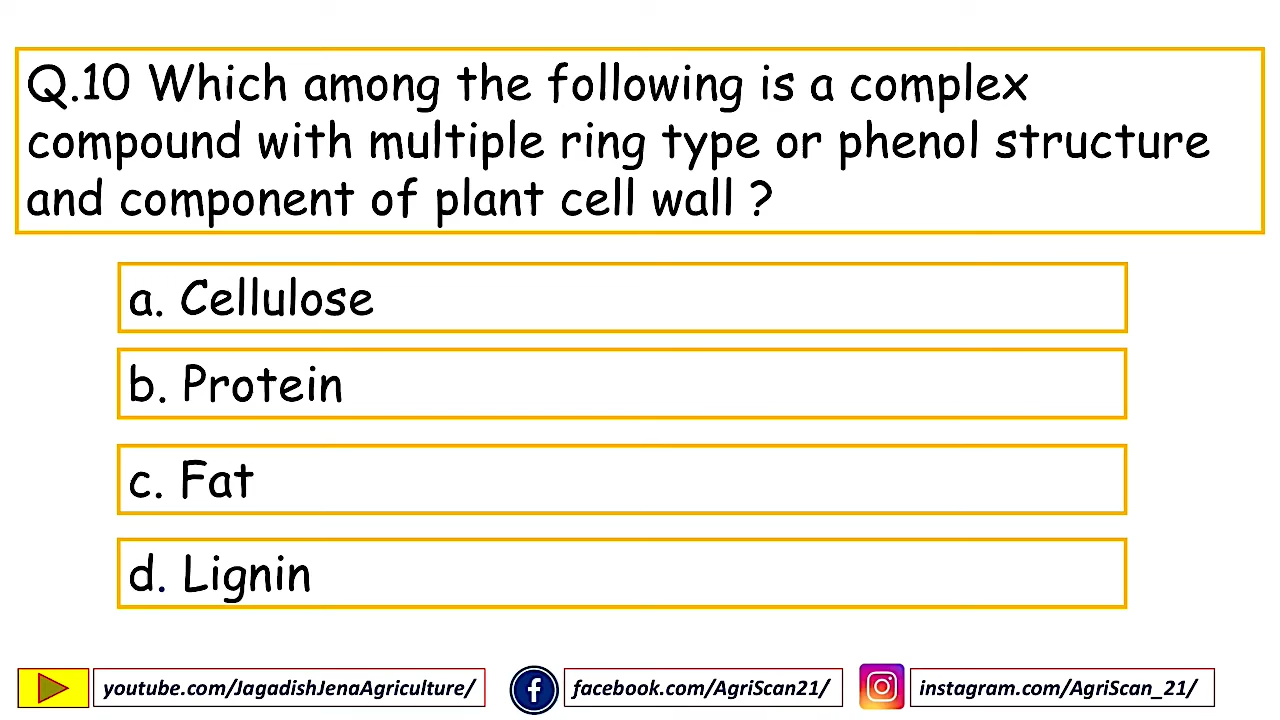 Q.10 Which among the following is a complex
compound with multiple ring type or phenol structure
and component of plant cell wall ?
a. Cellulose
b. Protein
c. Fat
d. Lignin
youtube.com/JagadishJenaAgriculture/
facebook.com/AgriScan21/
instagram.com/AgriScan_21/